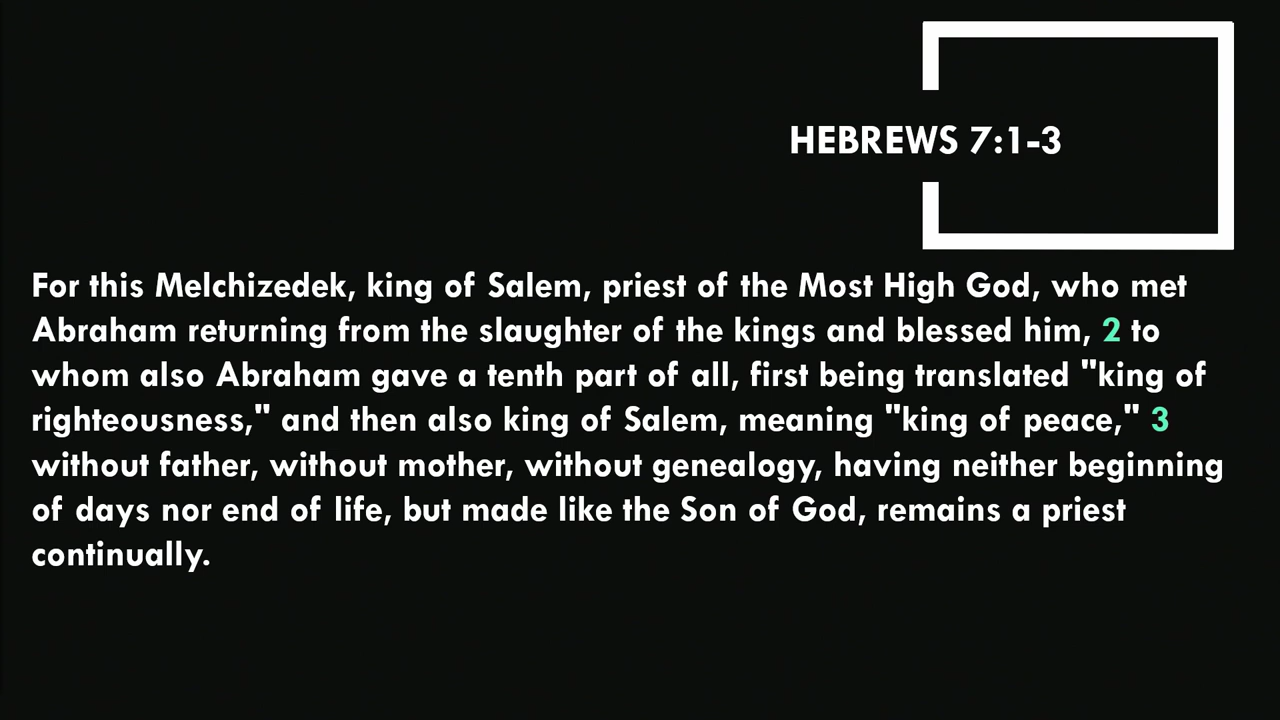 HEBREWS 7:1-3
For this Melchizedek, king of Salem, priest of the Most High God, who met
Abraham returning from the slaughter of the kings and blessed him, 2 to
whom also Abraham gave a tenth part of all, first being translated "king of
righteousness," and then also king of Salem, meaning "king of peace," 3
without father, without mother, without genealogy, having neither beginning
of days nor end of life, but made like the Son of God, remains a priest
continually.